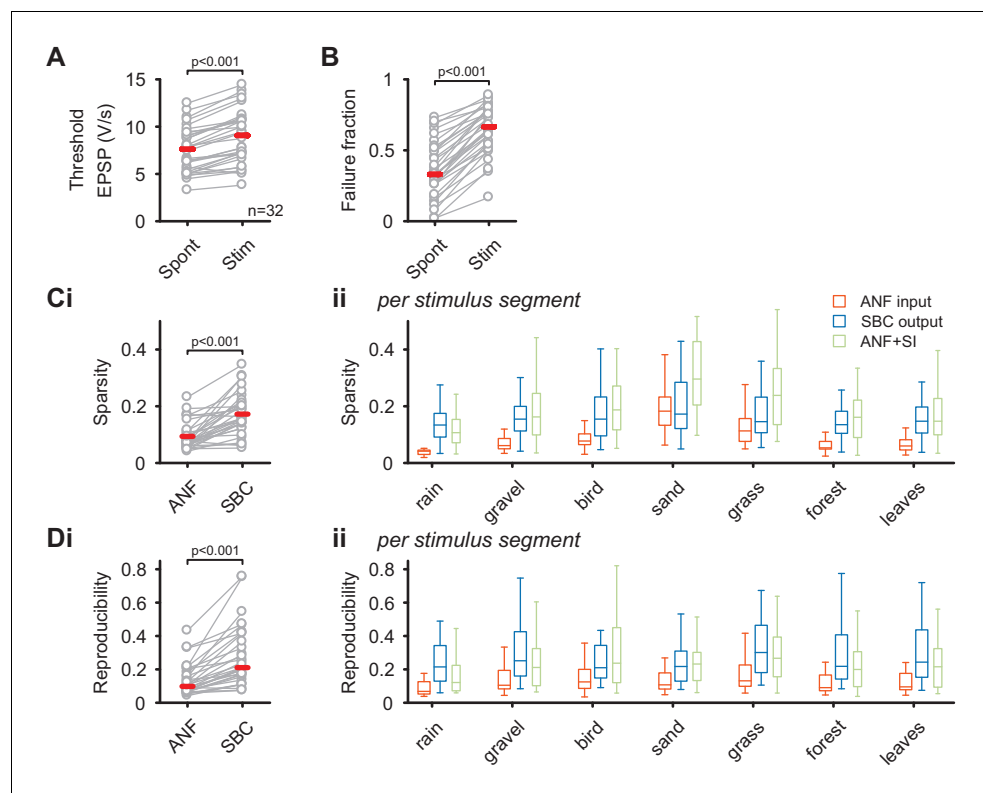 A
p<0.001
Threshold
EPSP (V/s)
15
10
5
0
n=32
Spont
Stim
B
p<0.001
Failure fraction
1
0.5
0
Spont
Stim
Ci
p<0.001
Sparsity
0.4
0.2
0
ANF
SBC
ii per stimulus segment
ANF input
SBC output
ANF+SI
Sparsity
0.4
0.2
0
rain
gravel
bird
sand
grass
forest
leaves
Di
p<0.001
Reproducibility
0.8
0.6
0.4
0.2
0
ANF
SBC
ii per stimulus segment
Reproducibility
0.8
0.6
0.4
0.2
0
rain
gravel
bird
sand
grass
forest
leaves